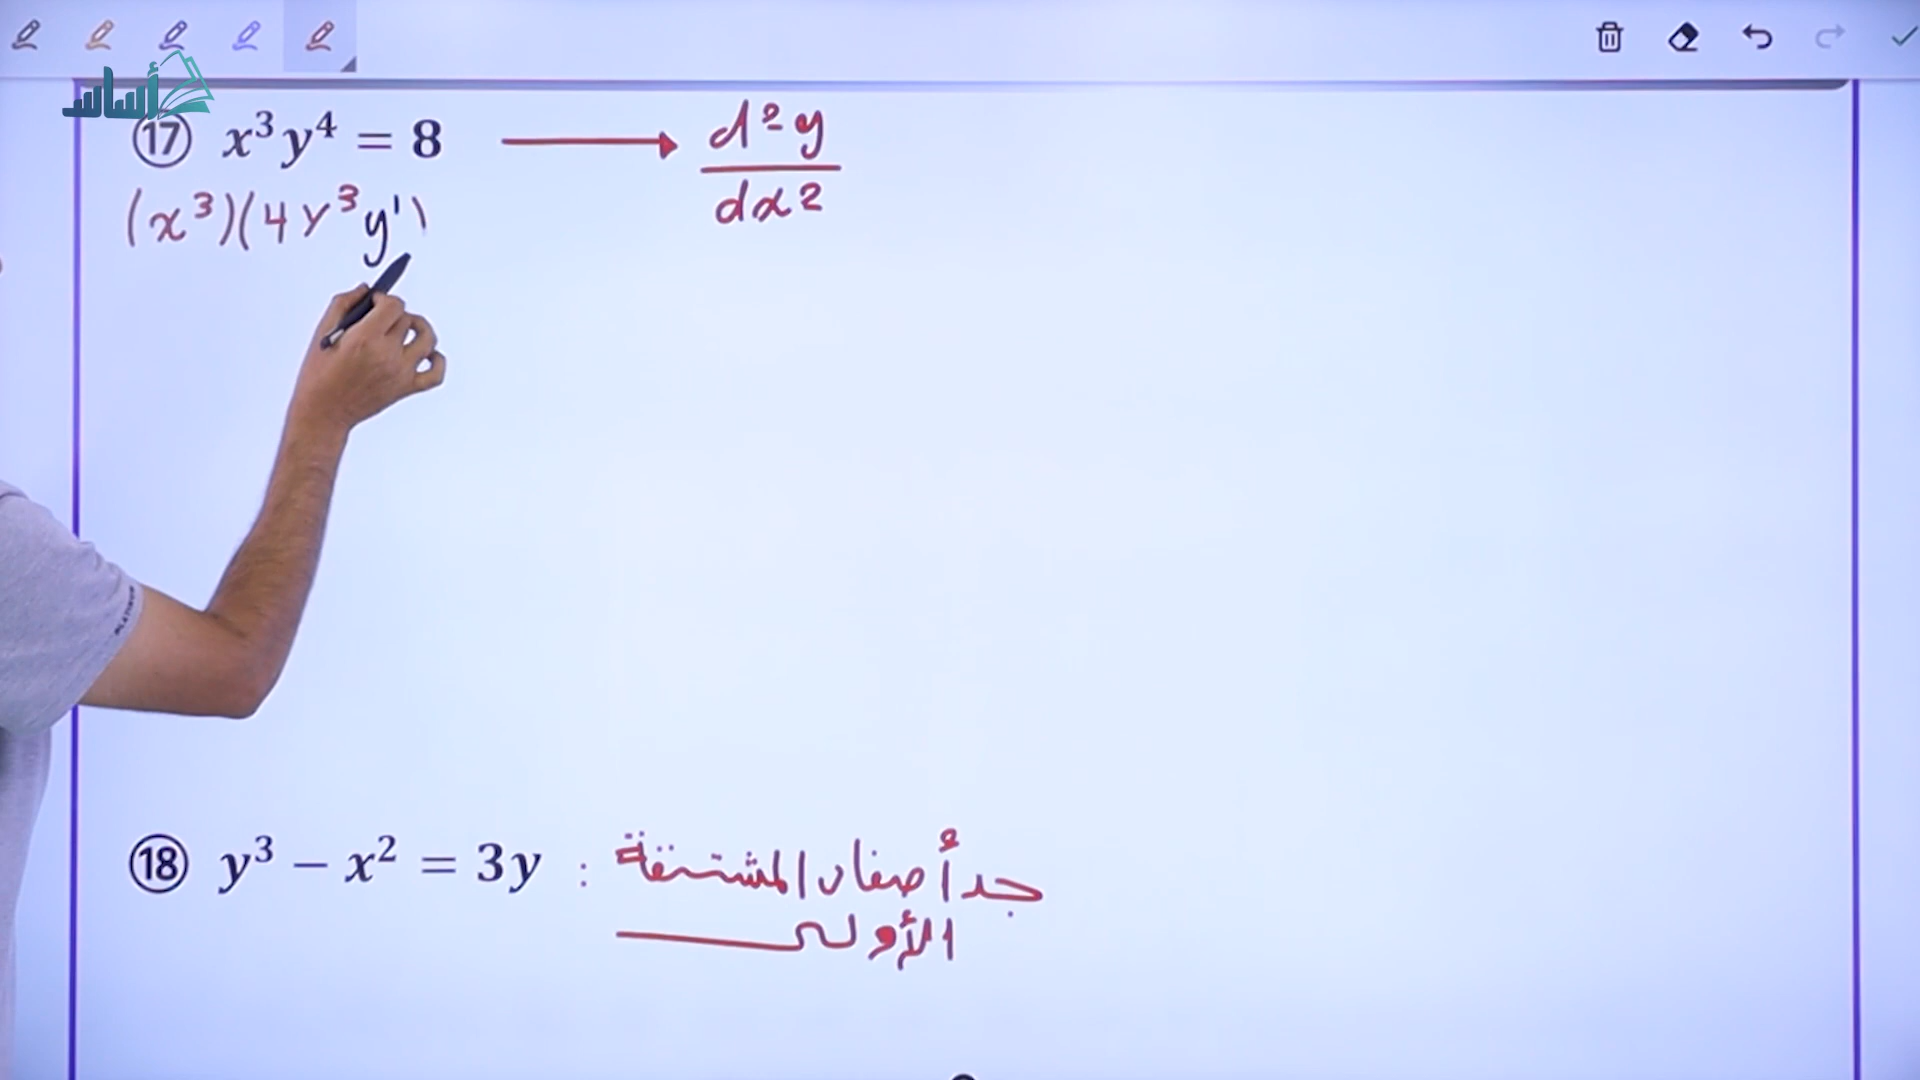 أساس
⑰ x³y⁴ = 8 ⟶ d²y/dx²
(x³)(4y³y')
⑱ y³ − x² = 3y : جد أصفار المشتقة
الأولى